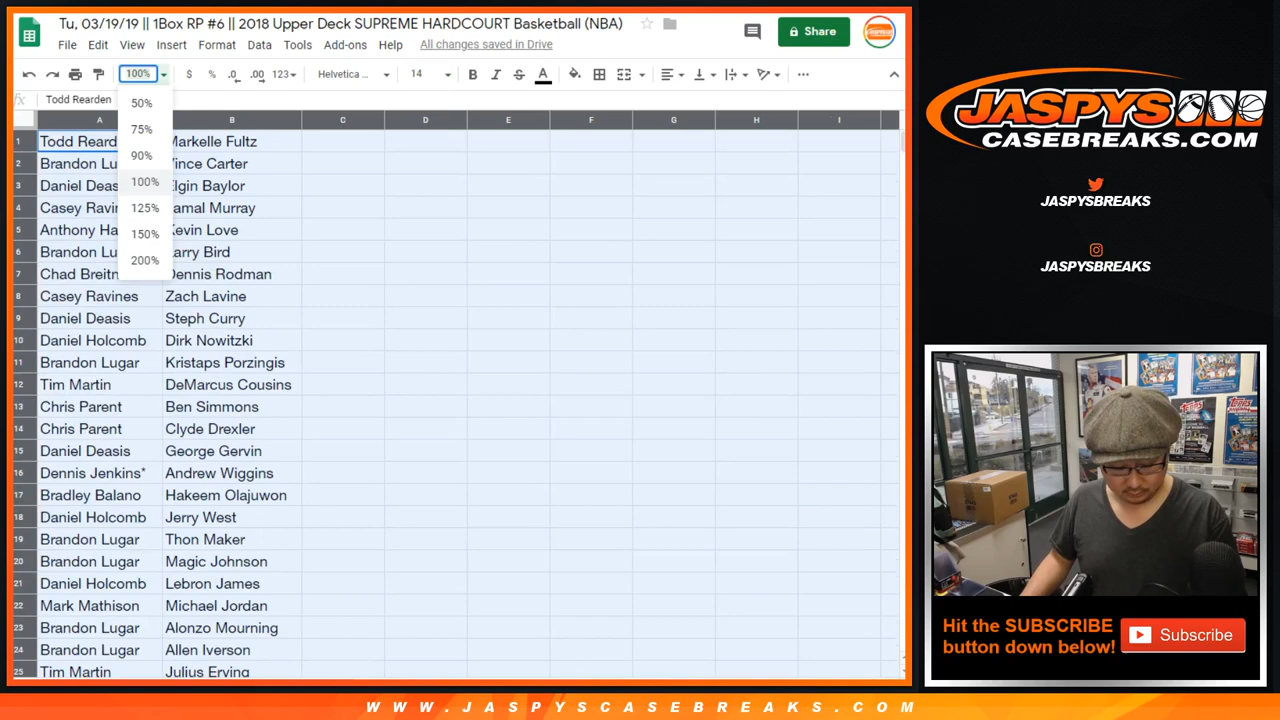 Tu, 03/19/19 || 1Box RP #6 || 2018 Upper Deck SUPREME HARDCOURT Basketball (NBA)
File Edit View Insert Format Data Tools Add-ons Help All changes saved in Drive
Share
100% $ % .0 .00 123 Helvetica ... 14 B I S A
fx Todd Rearden
50%
75%
90%
100%
125%
150%
200%
A B C D E F G H I
1 Todd Reard Markelle Fultz
2 Brandon Lu Vince Carter
3 Daniel Deas Elgin Baylor
4 Casey Ravin Jamal Murray
5 Anthony Ha Kevin Love
6 Brandon Lu Larry Bird
7 Chad Breitn Dennis Rodman
8 Casey Ravines Zach Lavine
9 Daniel Deasis Steph Curry
10 Daniel Holcomb Dirk Nowitzki
11 Brandon Lugar Kristaps Porzingis
12 Tim Martin DeMarcus Cousins
13 Chris Parent Ben Simmons
14 Chris Parent Clyde Drexler
15 Daniel Deasis George Gervin
16 Dennis Jenkins* Andrew Wiggins
17 Bradley Balano Hakeem Olajuwon
18 Daniel Holcomb Jerry West
19 Brandon Lugar Thon Maker
20 Brandon Lugar Magic Johnson
21 Daniel Holcomb Lebron James
22 Mark Mathison Michael Jordan
23 Brandon Lugar Alonzo Mourning
24 Brandon Lugar Allen Iverson
25 Tim Martin Julius Erving
JASPYS
CASEBREAKS.COM
JASPYSBREAKS
JASPYSBREAKS
Hit the SUBSCRIBE
button down below!
Subscribe
WWW.JASPYSCASEBREAKS.COM